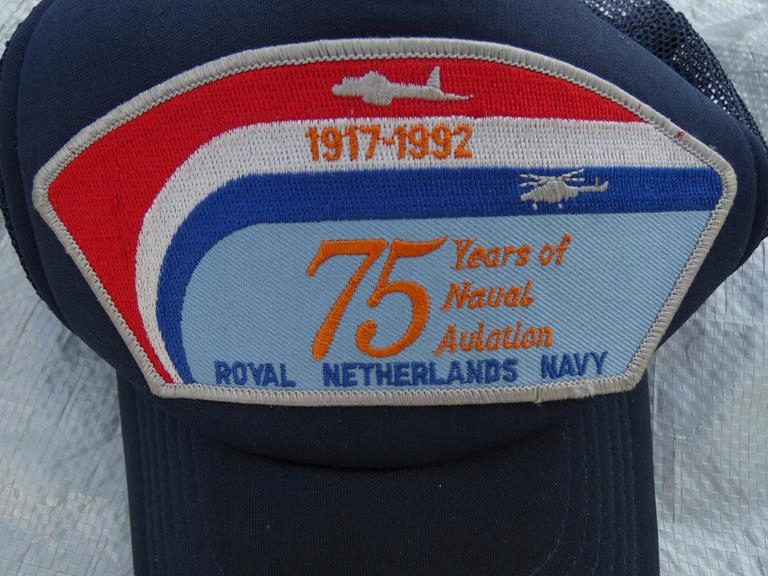 1917-1992
75 Years of
Naval
Aviation
ROYAL NETHERLANDS NAVY